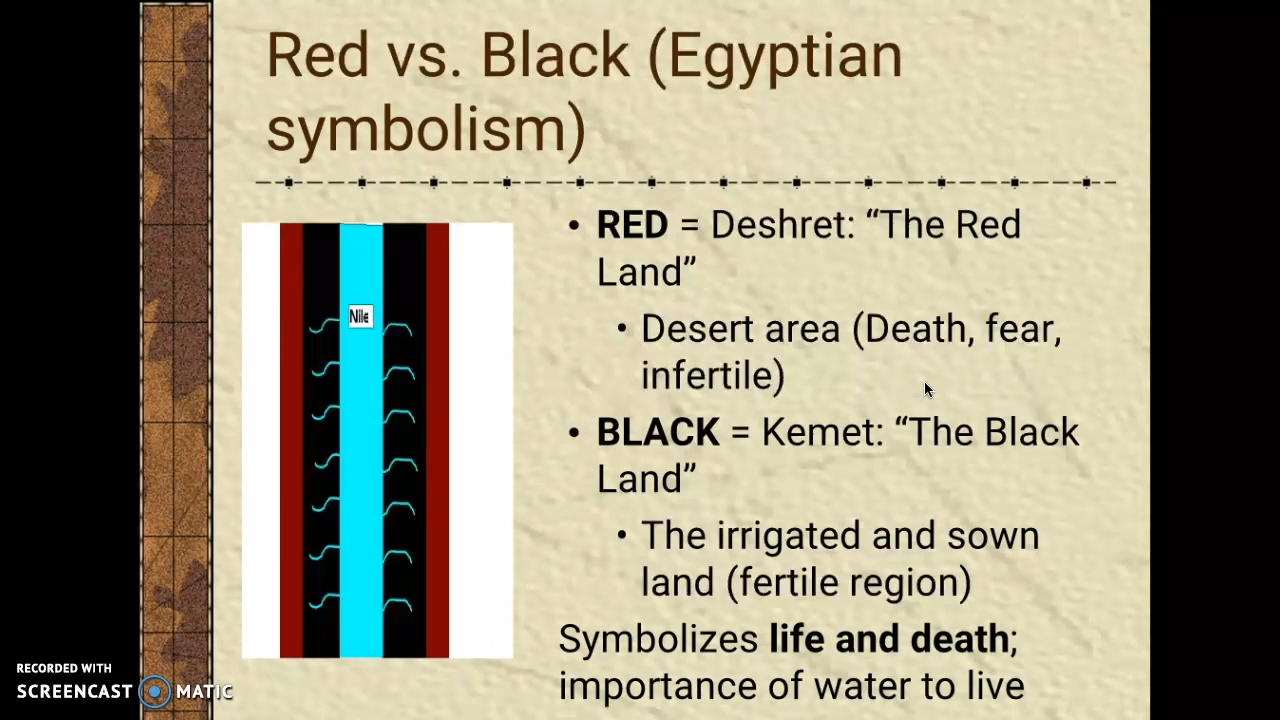 Red vs. Black (Egyptian
symbolism)
Nile
• RED = Deshret: “The Red
Land”
• Desert area (Death, fear,
infertile)
• BLACK = Kemet: “The Black
Land”
• The irrigated and sown
land (fertile region)
Symbolizes life and death;
importance of water to live
RECORDED WITH
SCREENCAST MATIC